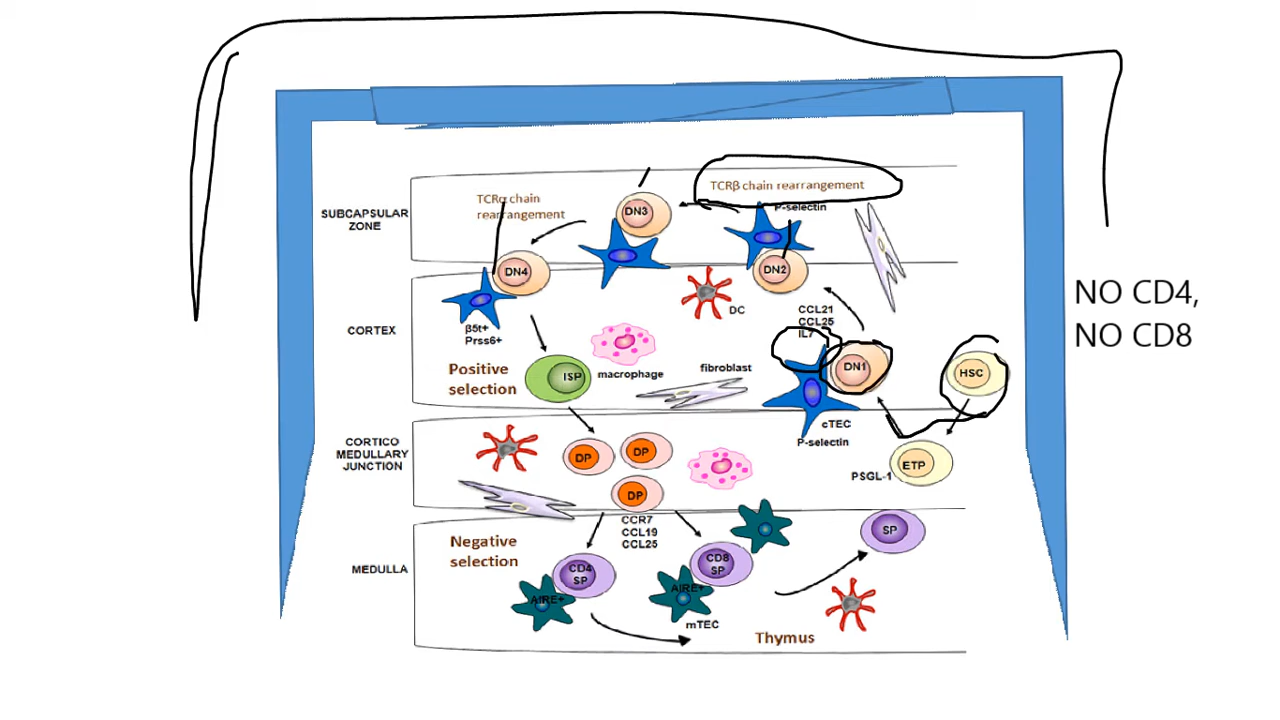 TCRβ chain rearrangement
TCRα chain
rearrangement
SUBCAPSULAR
ZONE
DN3
P-selectin
DN4
DN2
DC
CCL21
CCL25
IL7
CORTEX
β5t+
Prss6+
Positive
selection
ISP
macrophage
fibroblast
DN1
HSC
cTEC
P-selectin
NO CD4,
NO CD8
CORTICO
MEDULLARY
JUNCTION
DP
DP
DP
PSGL-1
ETP
CCR7
CCL19
CCL25
Negative
selection
SP
MEDULLA
CD4
SP
CD8
SP
AIRE+
AIRE+
mTEC
Thymus